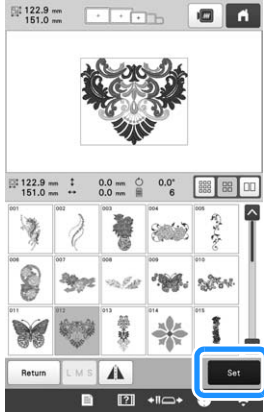 122.9 mm
151.0 mm
122.9 mm 0.0 mm 0.0°
151.0 mm 0.0 mm 6
001 002 003 004 005
006 007 008 009 010
011 012 013 014 015
Return L M S Set
?